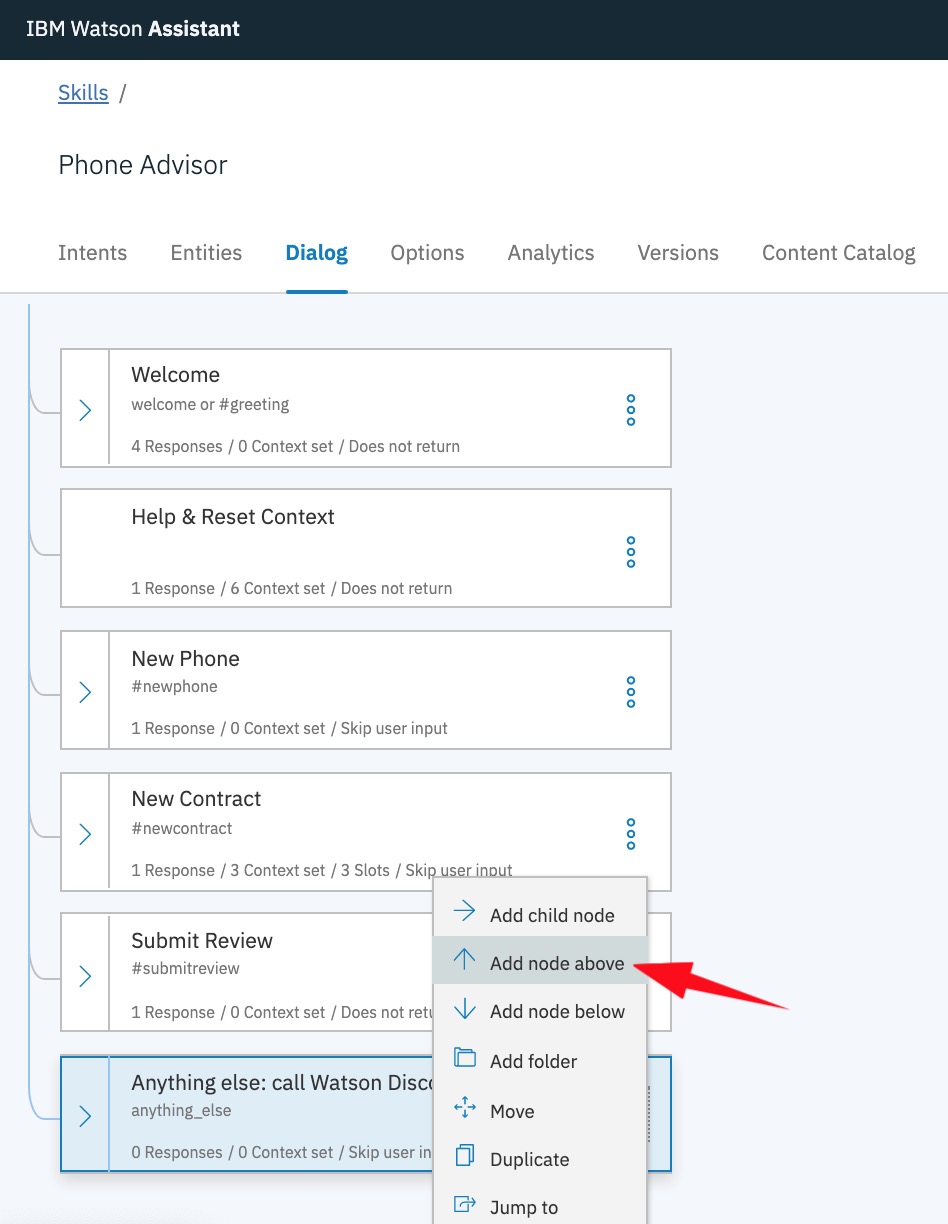 IBM Watson Assistant
Skills /
Phone Advisor
Intents Entities Dialog Options Analytics Versions Content Catalog
Welcome
welcome or #greeting
4 Responses / 0 Context set / Does not return
Help & Reset Context
1 Response / 6 Context set / Does not return
New Phone
#newphone
1 Response / 0 Context set / Skip user input
New Contract
#newcontract
1 Response / 3 Context set / 3 Slots / Skip user input
Submit Review
#submitreview
1 Response / 0 Context set / Does not retu
Anything else: call Watson Disco
anything_else
0 Responses / 0 Context set / Skip user in
Add child node
Add node above
Add node below
Add folder
Move
Duplicate
Jump to